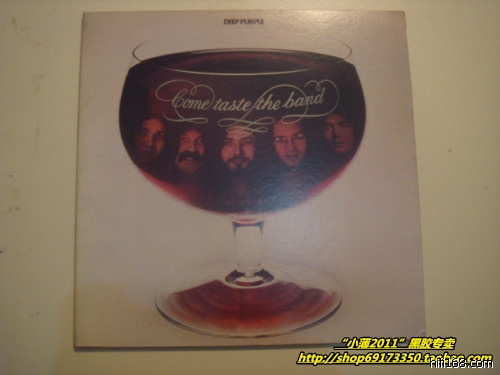 DEEP PURPLE
Come taste the band
“小蒲2011”黑胶专卖
http://shop69173350.taobao.com